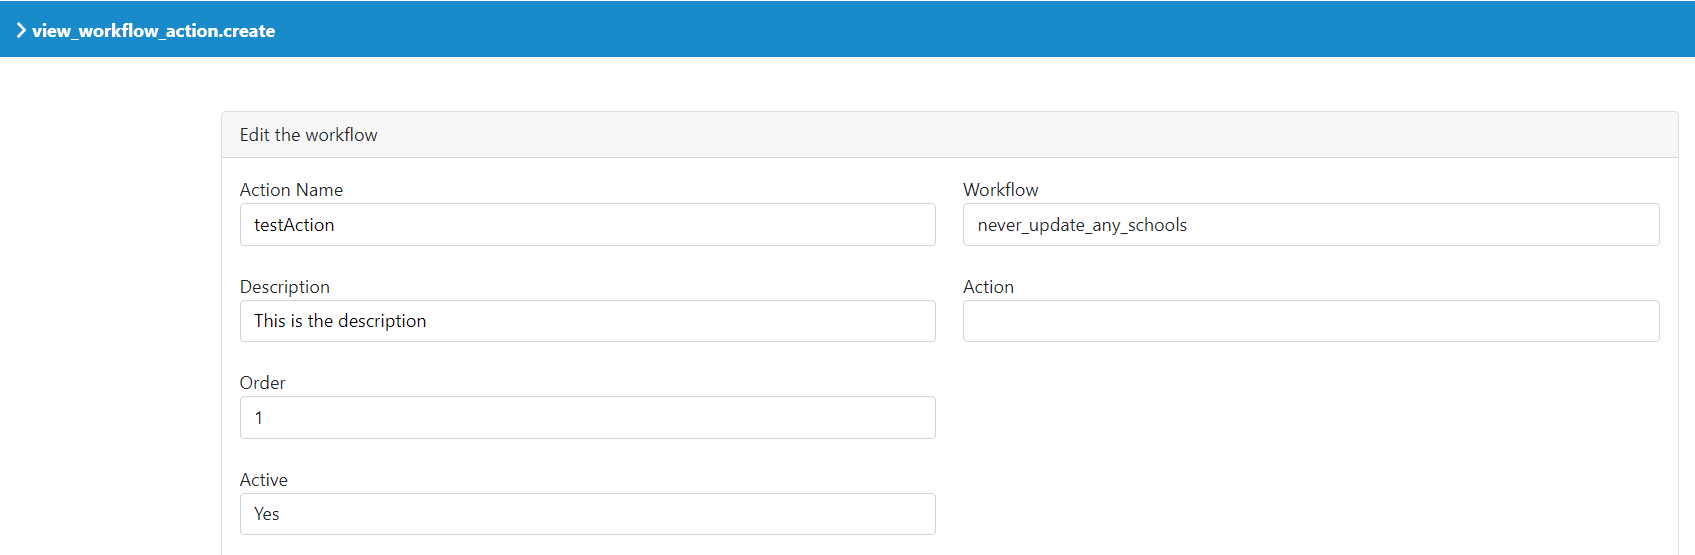 view_workflow_action.create
Edit the workflow
Action Name
testAction
Workflow
never_update_any_schools
Description
This is the description
Action
Order
1
Active
Yes